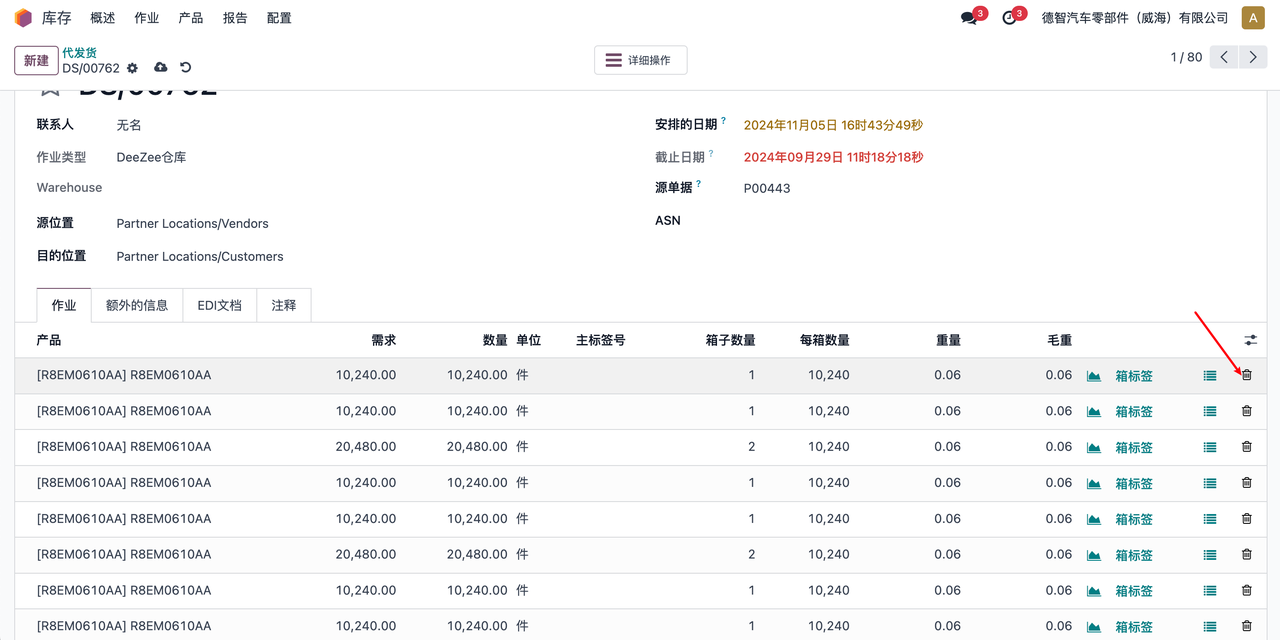 库存 概述 作业 产品 报告 配置 3 3 德智汽车零部件（威海）有限公司 A
新建 代发货 详细操作 1 / 80
DS/00762
DS/00762
联系人 无名 安排的日期 ? 2024年11月05日 16时43分49秒
作业类型 DeeZee仓库 截止日期 ? 2024年09月29日 11时18分18秒
Warehouse 源单据 ? P00443
源位置 Partner Locations/Vendors ASN
目的位置 Partner Locations/Customers
作业 额外的信息 EDI文档 注释
产品 需求 数量 单位 主标签号 箱子数量 每箱数量 重量 毛重
[R8EM0610AA] R8EM0610AA 10,240.00 10,240.00 件 1 10,240 0.06 0.06 箱标签
[R8EM0610AA] R8EM0610AA 10,240.00 10,240.00 件 1 10,240 0.06 0.06 箱标签
[R8EM0610AA] R8EM0610AA 20,480.00 20,480.00 件 2 10,240 0.06 0.06 箱标签
[R8EM0610AA] R8EM0610AA 10,240.00 10,240.00 件 1 10,240 0.06 0.06 箱标签
[R8EM0610AA] R8EM0610AA 10,240.00 10,240.00 件 1 10,240 0.06 0.06 箱标签
[R8EM0610AA] R8EM0610AA 20,480.00 20,480.00 件 2 10,240 0.06 0.06 箱标签
[R8EM0610AA] R8EM0610AA 10,240.00 10,240.00 件 1 10,240 0.06 0.06 箱标签
[R8EM0610AA] R8EM0610AA 10,240.00 10,240.00 件 1 10,240 0.06 0.06 箱标签